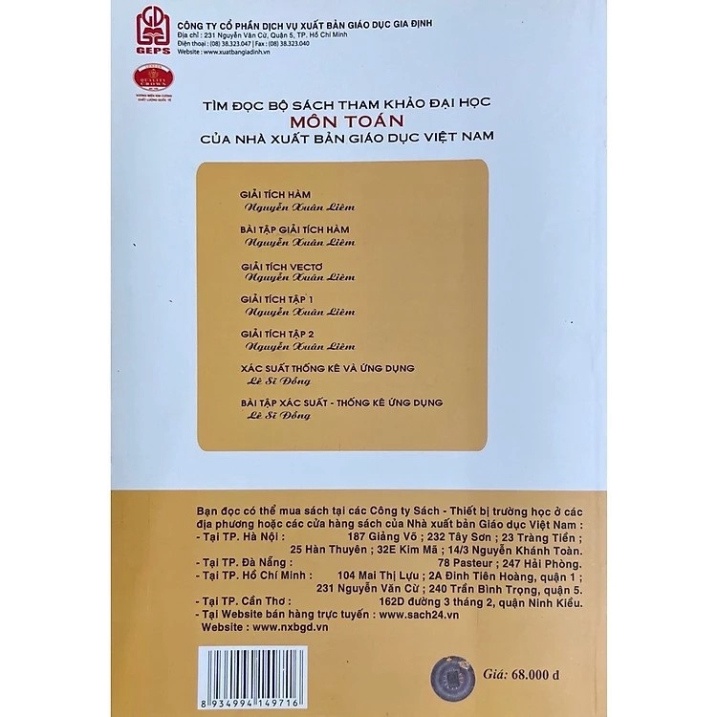 GD
GEPS
CÔNG TY CỔ PHẦN DỊCH VỤ XUẤT BẢN GIÁO DỤC GIA ĐỊNH
Địa chỉ : 231 Nguyễn Văn Cừ, Quận 5, TP. Hồ Chí Minh
Điện thoại : (08) 38.323.047 | Fax : (08) 38.323.040
Website : www.xuatbangiadinh.vn
QUALITY
CROWN
TÌM ĐỌC BỘ SÁCH THAM KHẢO ĐẠI HỌC
MÔN TOÁN
CỦA NHÀ XUẤT BẢN GIÁO DỤC VIỆT NAM
GIẢI TÍCH HÀM
Nguyễn Xuân Liêm
BÀI TẬP GIẢI TÍCH HÀM
Nguyễn Xuân Liêm
GIẢI TÍCH VECTƠ
Nguyễn Xuân Liêm
GIẢI TÍCH TẬP 1
Nguyễn Xuân Liêm
GIẢI TÍCH TẬP 2
Nguyễn Xuân Liêm
XÁC SUẤT THỐNG KÊ VÀ ỨNG DỤNG
Lê Sĩ Đồng
BÀI TẬP XÁC SUẤT - THỐNG KÊ ỨNG DỤNG
Lê Sĩ Đồng
Bạn đọc có thể mua sách tại các Công ty Sách - Thiết bị trường học ở các
địa phương hoặc các cửa hàng sách của Nhà xuất bản Giáo dục Việt Nam :
- Tại TP. Hà Nội : 187 Giảng Võ ; 232 Tây Sơn ; 23 Tràng Tiền ;
25 Hàn Thuyên ; 32E Kim Mã ; 14/3 Nguyễn Khánh Toàn.
- Tại TP. Đà Nẵng : 78 Pasteur ; 247 Hải Phòng.
- Tại TP. Hồ Chí Minh : 104 Mai Thị Lựu ; 2A Đinh Tiên Hoàng, quận 1 ;
231 Nguyễn Văn Cừ ; 240 Trần Bình Trọng, quận 5.
- Tại TP. Cần Thơ : 162D đường 3 tháng 2, quận Ninh Kiều.
- Tại Website bán hàng trực tuyến : www.sach24.vn
Website : www.nxbgd.vn
8 934994 149716
Giá: 68.000 đ